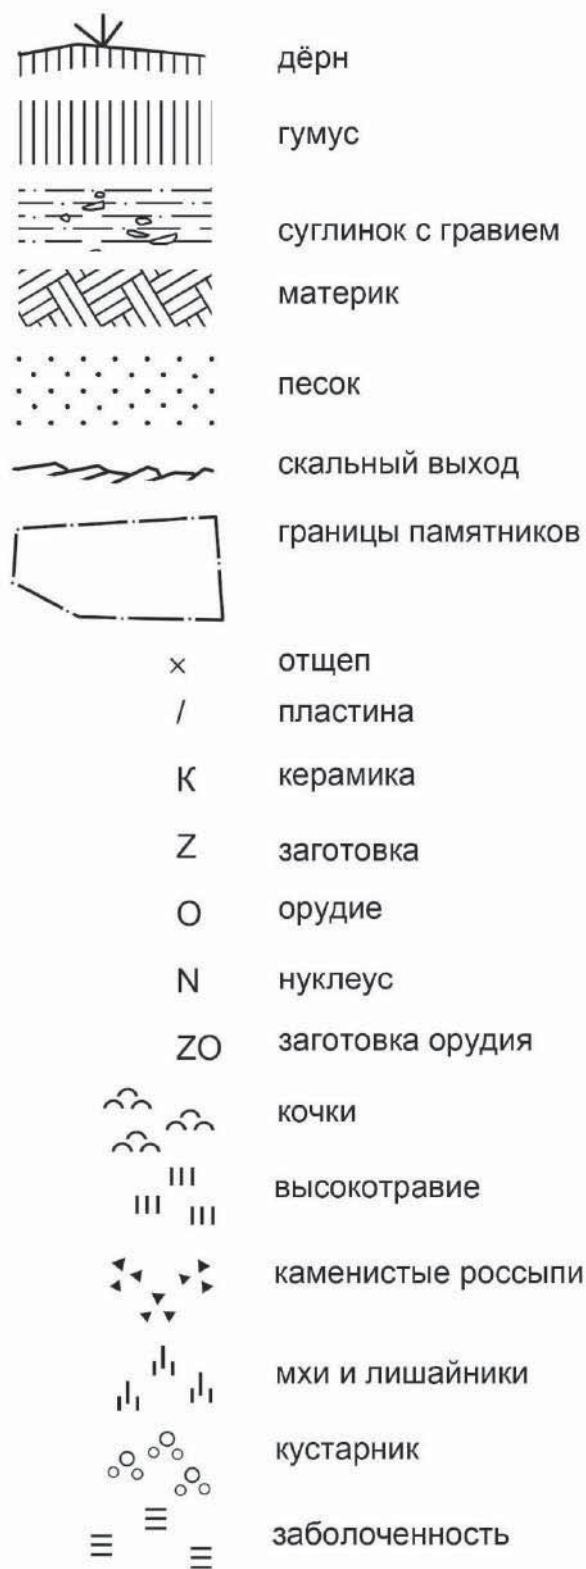 дёрн
гумус
суглинок с гравием
материк
песок
скальный выход
границы памятников
× отщеп
/ пластина
К керамика
Z заготовка
О орудие
N нуклеус
ZO заготовка орудия
кочки
высокотравие
каменистые россыпи
мхи и лишайники
кустарник
заболоченность